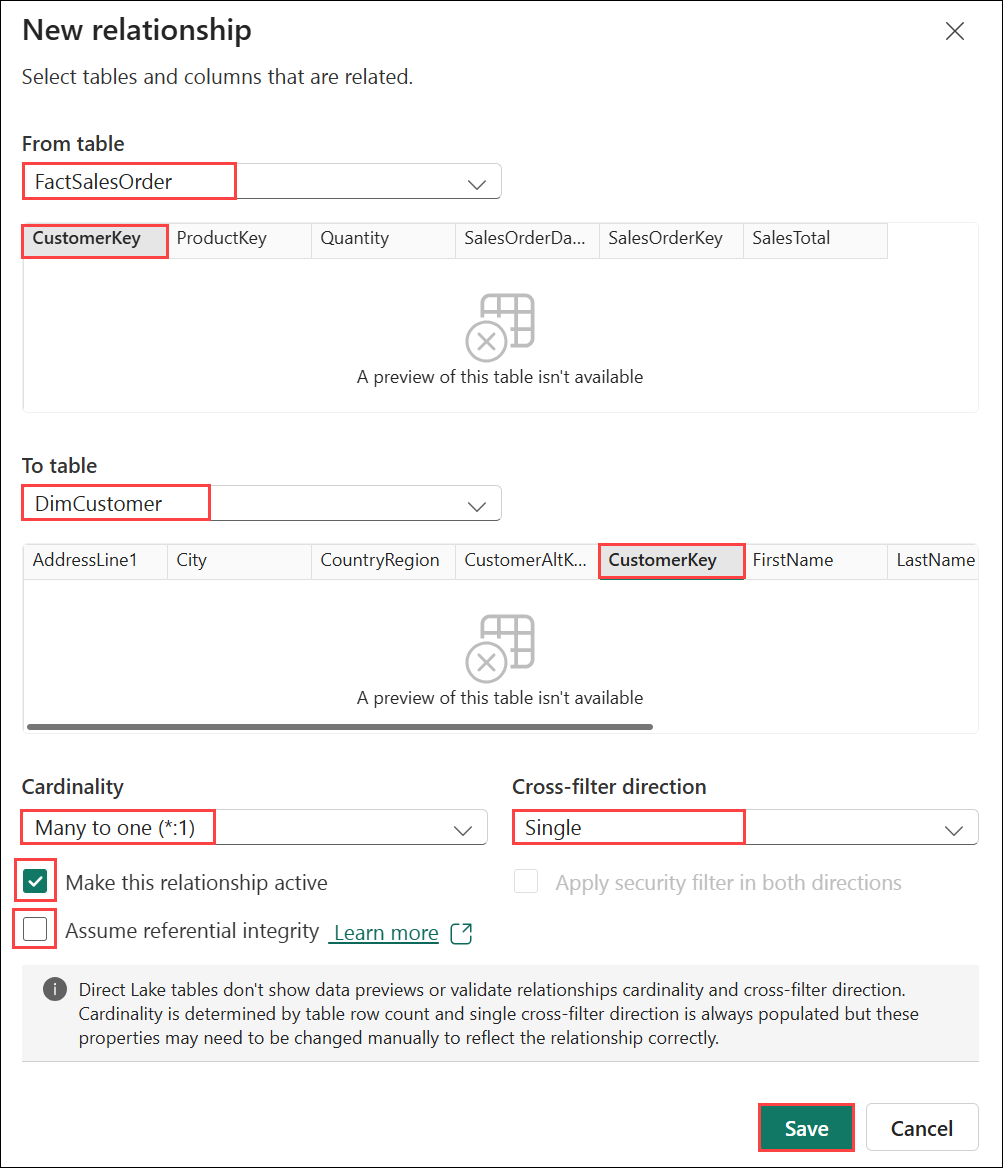 New relationship
Select tables and columns that are related.
From table
FactSalesOrder
CustomerKey ProductKey Quantity SalesOrderDa... SalesOrderKey SalesTotal
A preview of this table isn't available
To table
DimCustomer
AddressLine1 City CountryRegion CustomerAltK... CustomerKey FirstName LastName
A preview of this table isn't available
Cardinality Cross-filter direction
Many to one (*:1) Single
Make this relationship active Apply security filter in both directions
Assume referential integrity Learn more
Direct Lake tables don't show data previews or validate relationships cardinality and cross-filter direction.
Cardinality is determined by table row count and single cross-filter direction is always populated but these
properties may need to be changed manually to reflect the relationship correctly.
Save Cancel